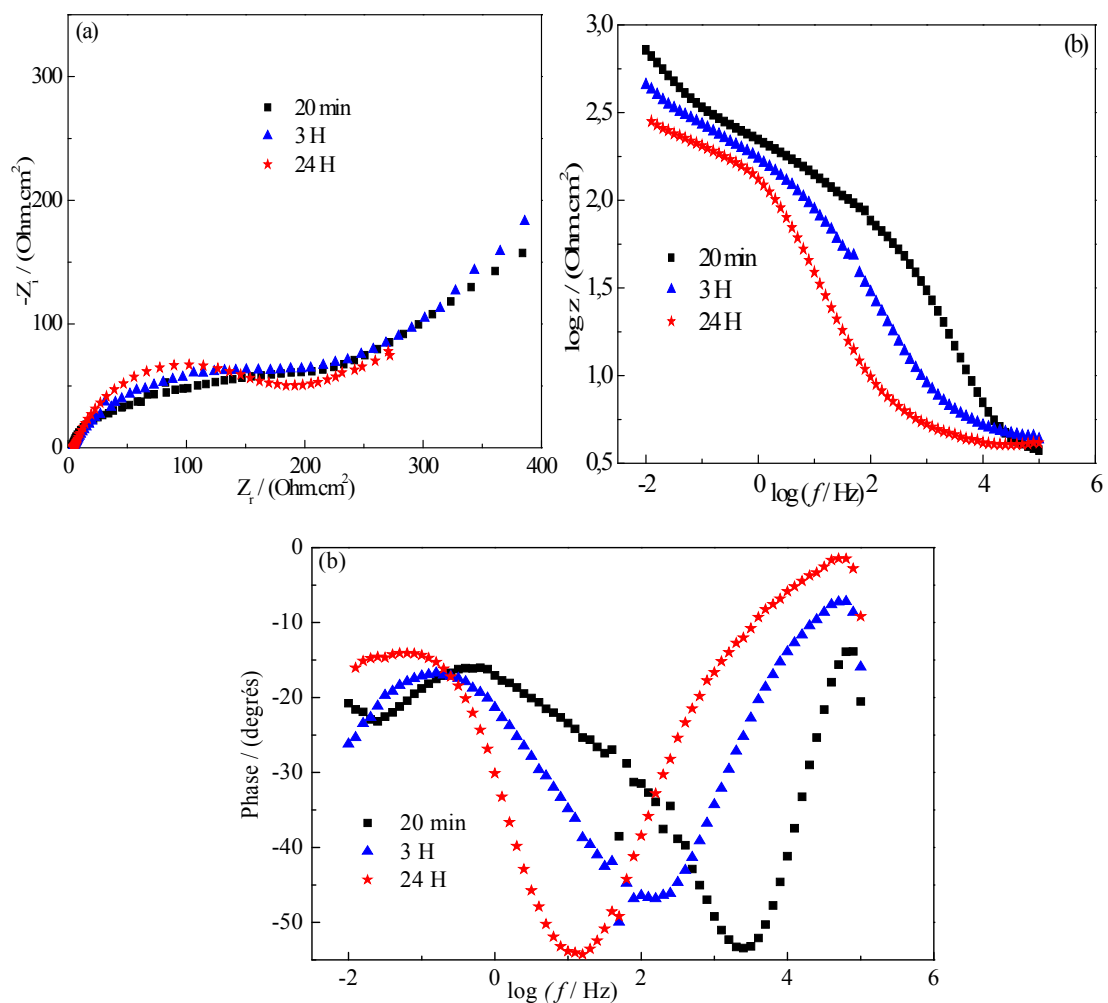 (a)
300
200
100
0
-Z_i / (Ohm.cm²)
20 min
3 H
24 H
0 100 200 300 400
Z_r / (Ohm.cm²)
(b)
3,0
2,5
2,0
1,5
1,0
0,5
log z / (Ohm.cm²)
20 min
3 H
24 H
-2 0 2 4 6
log (f / Hz)
(b)
0
-10
-20
-30
-40
-50
Phase / (degrés)
20 min
3 H
24 H
-2 0 2 4 6
log (f / Hz)